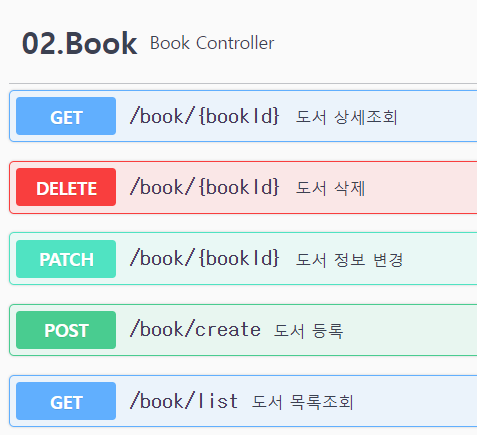 02.Book Book Controller
GET /book/{bookId} 도서 상세조회
DELETE /book/{bookId} 도서 삭제
PATCH /book/{bookId} 도서 정보 변경
POST /book/create 도서 등록
GET /book/list 도서 목록조회